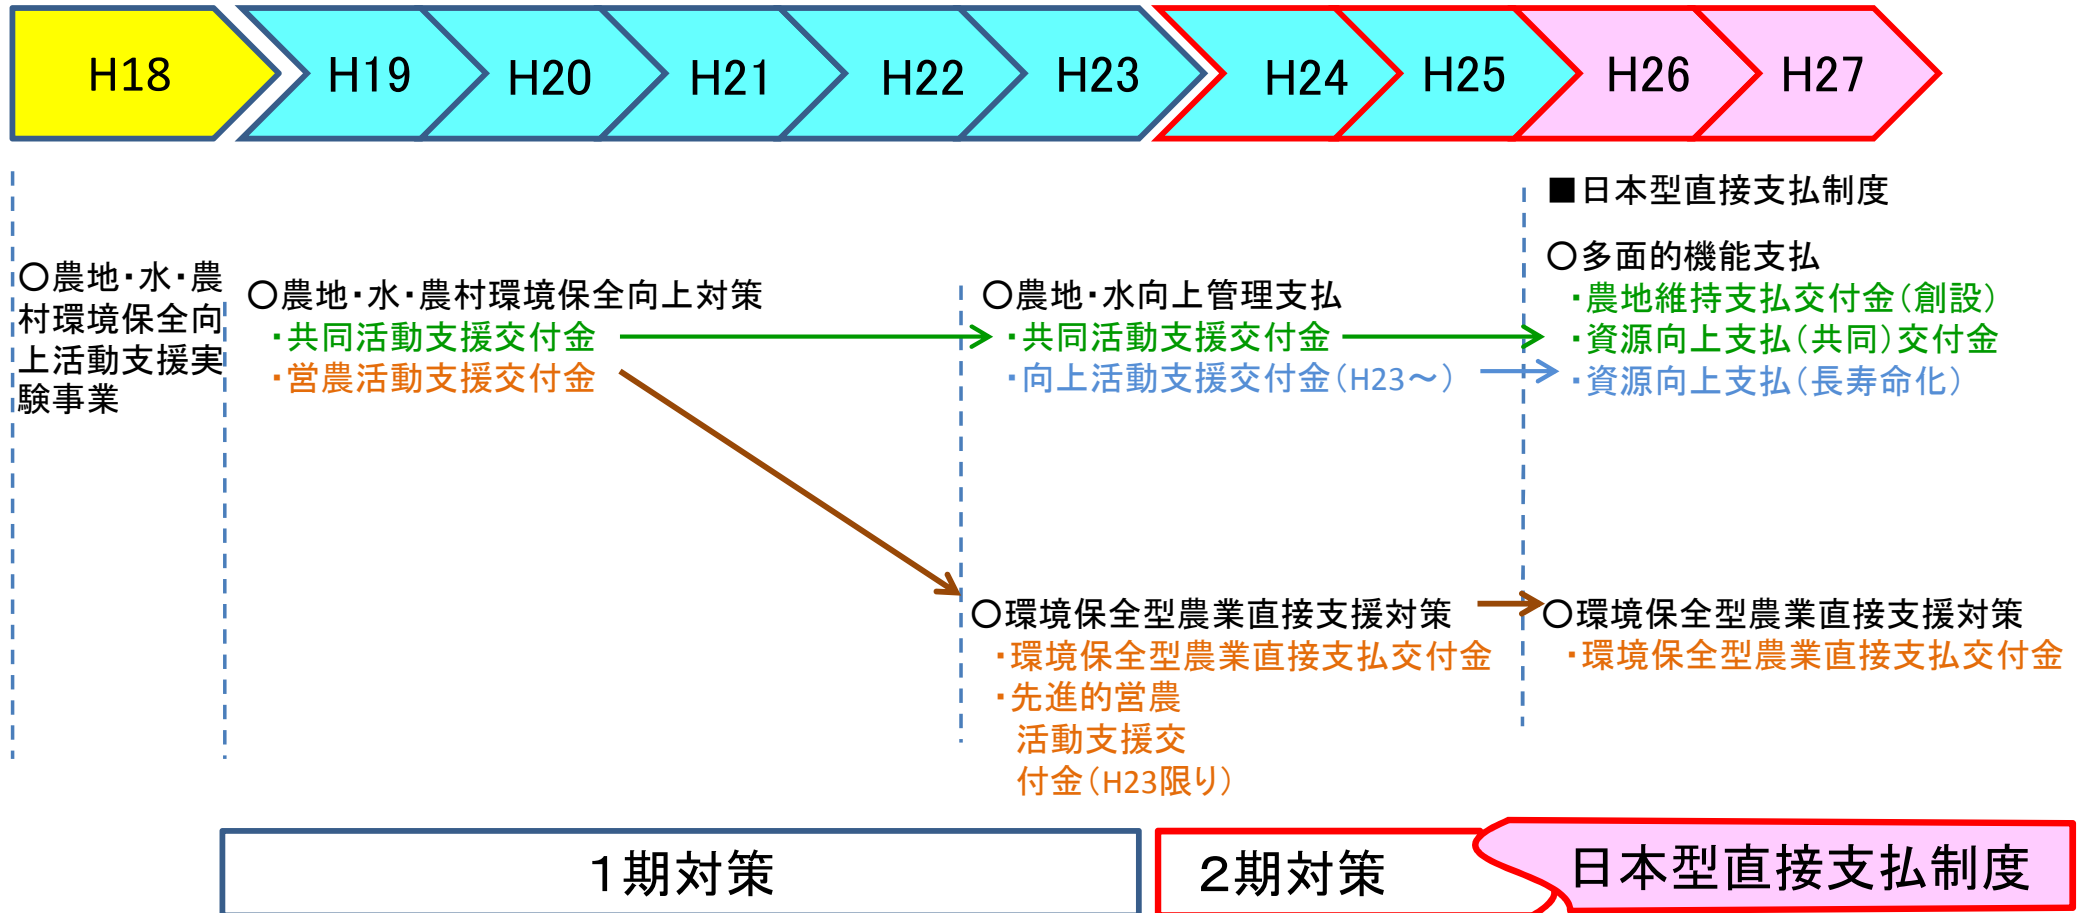 H18
H19
H20
H21
H22
H23
H24
H25
H26
H27
○農地・水・農
村環境保全向
上活動支援実
験事業
○農地・水・農村環境保全向上対策
・共同活動支援交付金
・営農活動支援交付金
○農地・水向上管理支払
・共同活動支援交付金
・向上活動支援交付金（H23～）
○環境保全型農業直接支援対策
・環境保全型農業直接支払交付金
・先進的営農
活動支援交
付金（H23限り）
■日本型直接支払制度
○多面的機能支払
・農地維持支払交付金（創設）
・資源向上支払（共同）交付金
・資源向上支払（長寿命化）
○環境保全型農業直接支援対策
・環境保全型農業直接支払交付金
１期対策
２期対策
日本型直接支払制度